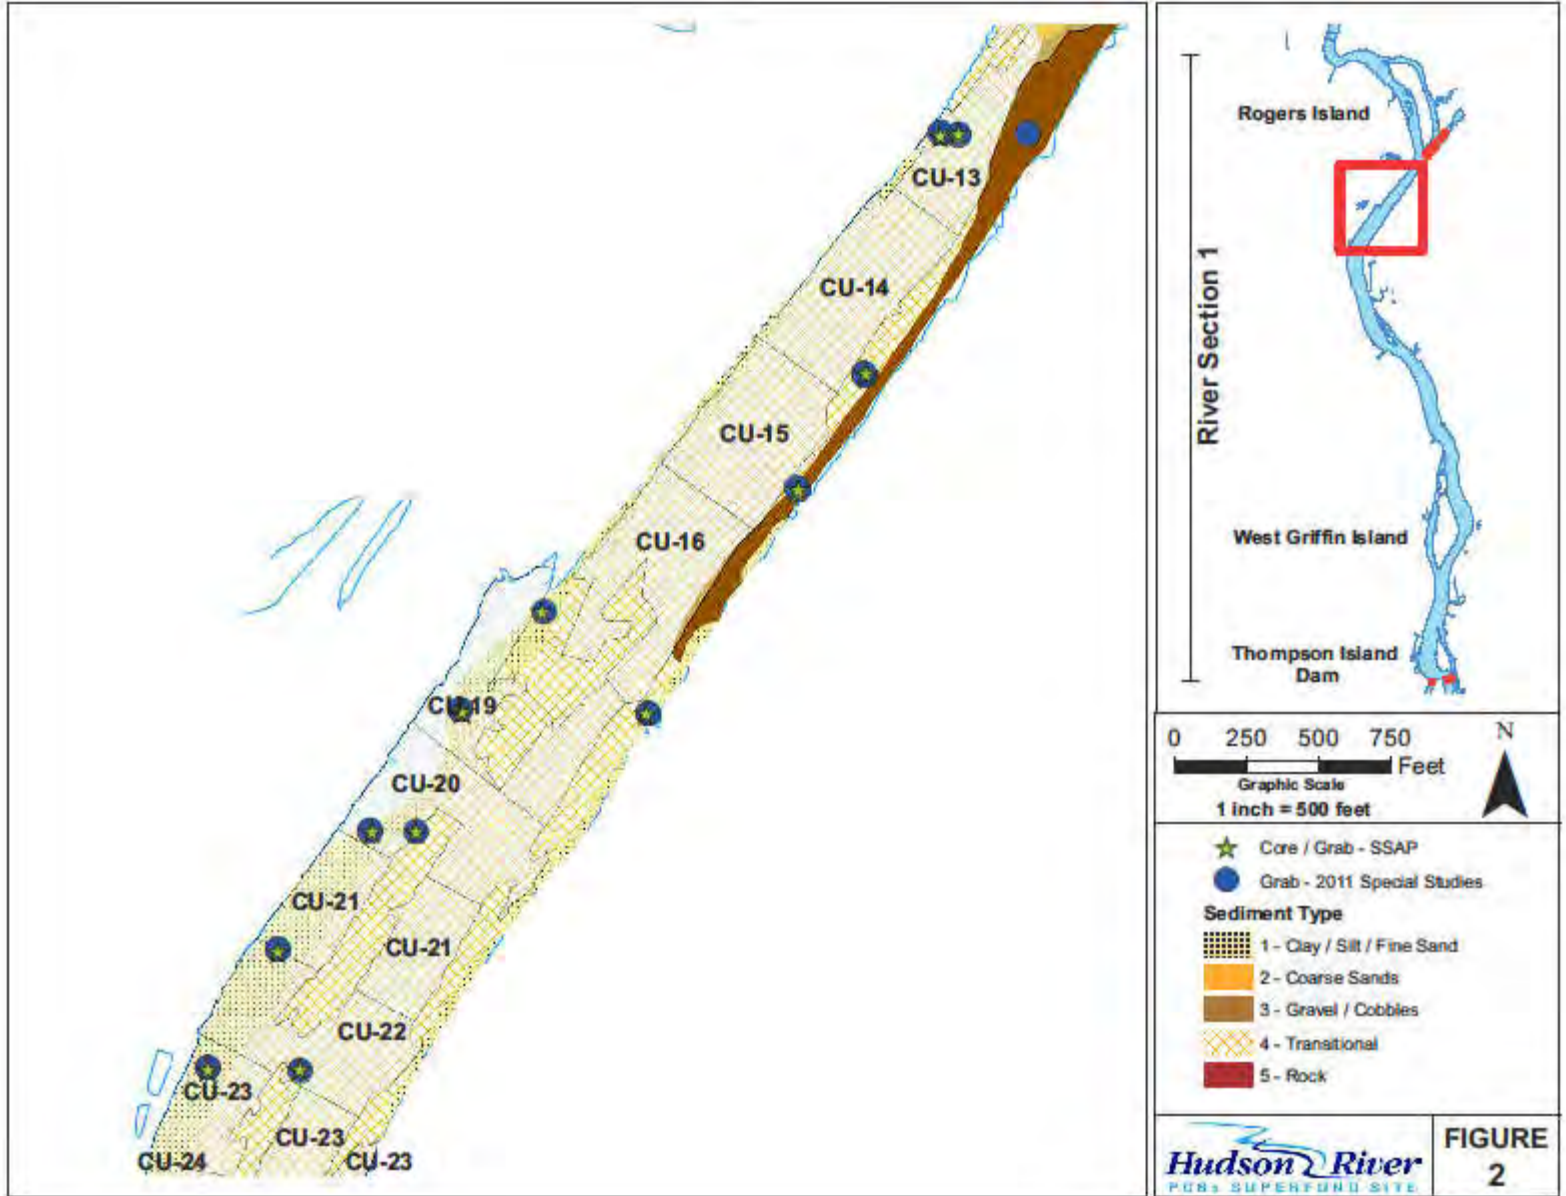 CU-13
CU-14
CU-15
CU-16
CU-19
CU-20
CU-21
CU-21
CU-22
CU-23
CU-23
CU-24
CU-23
Rogers Island
River Section 1
West Griffin Island
Thompson Island
Dam
0 250 500 750
Feet
Graphic Scale
1 inch = 500 feet
N
Core / Grab - SSAP
Grab - 2011 Special Studies
Sediment Type
1 - Clay / Silt / Fine Sand
2 - Coarse Sands
3 - Gravel / Cobbles
4 - Transitional
5 - Rock
Hudson River
PCBs SUPERFUND SITE
FIGURE
2